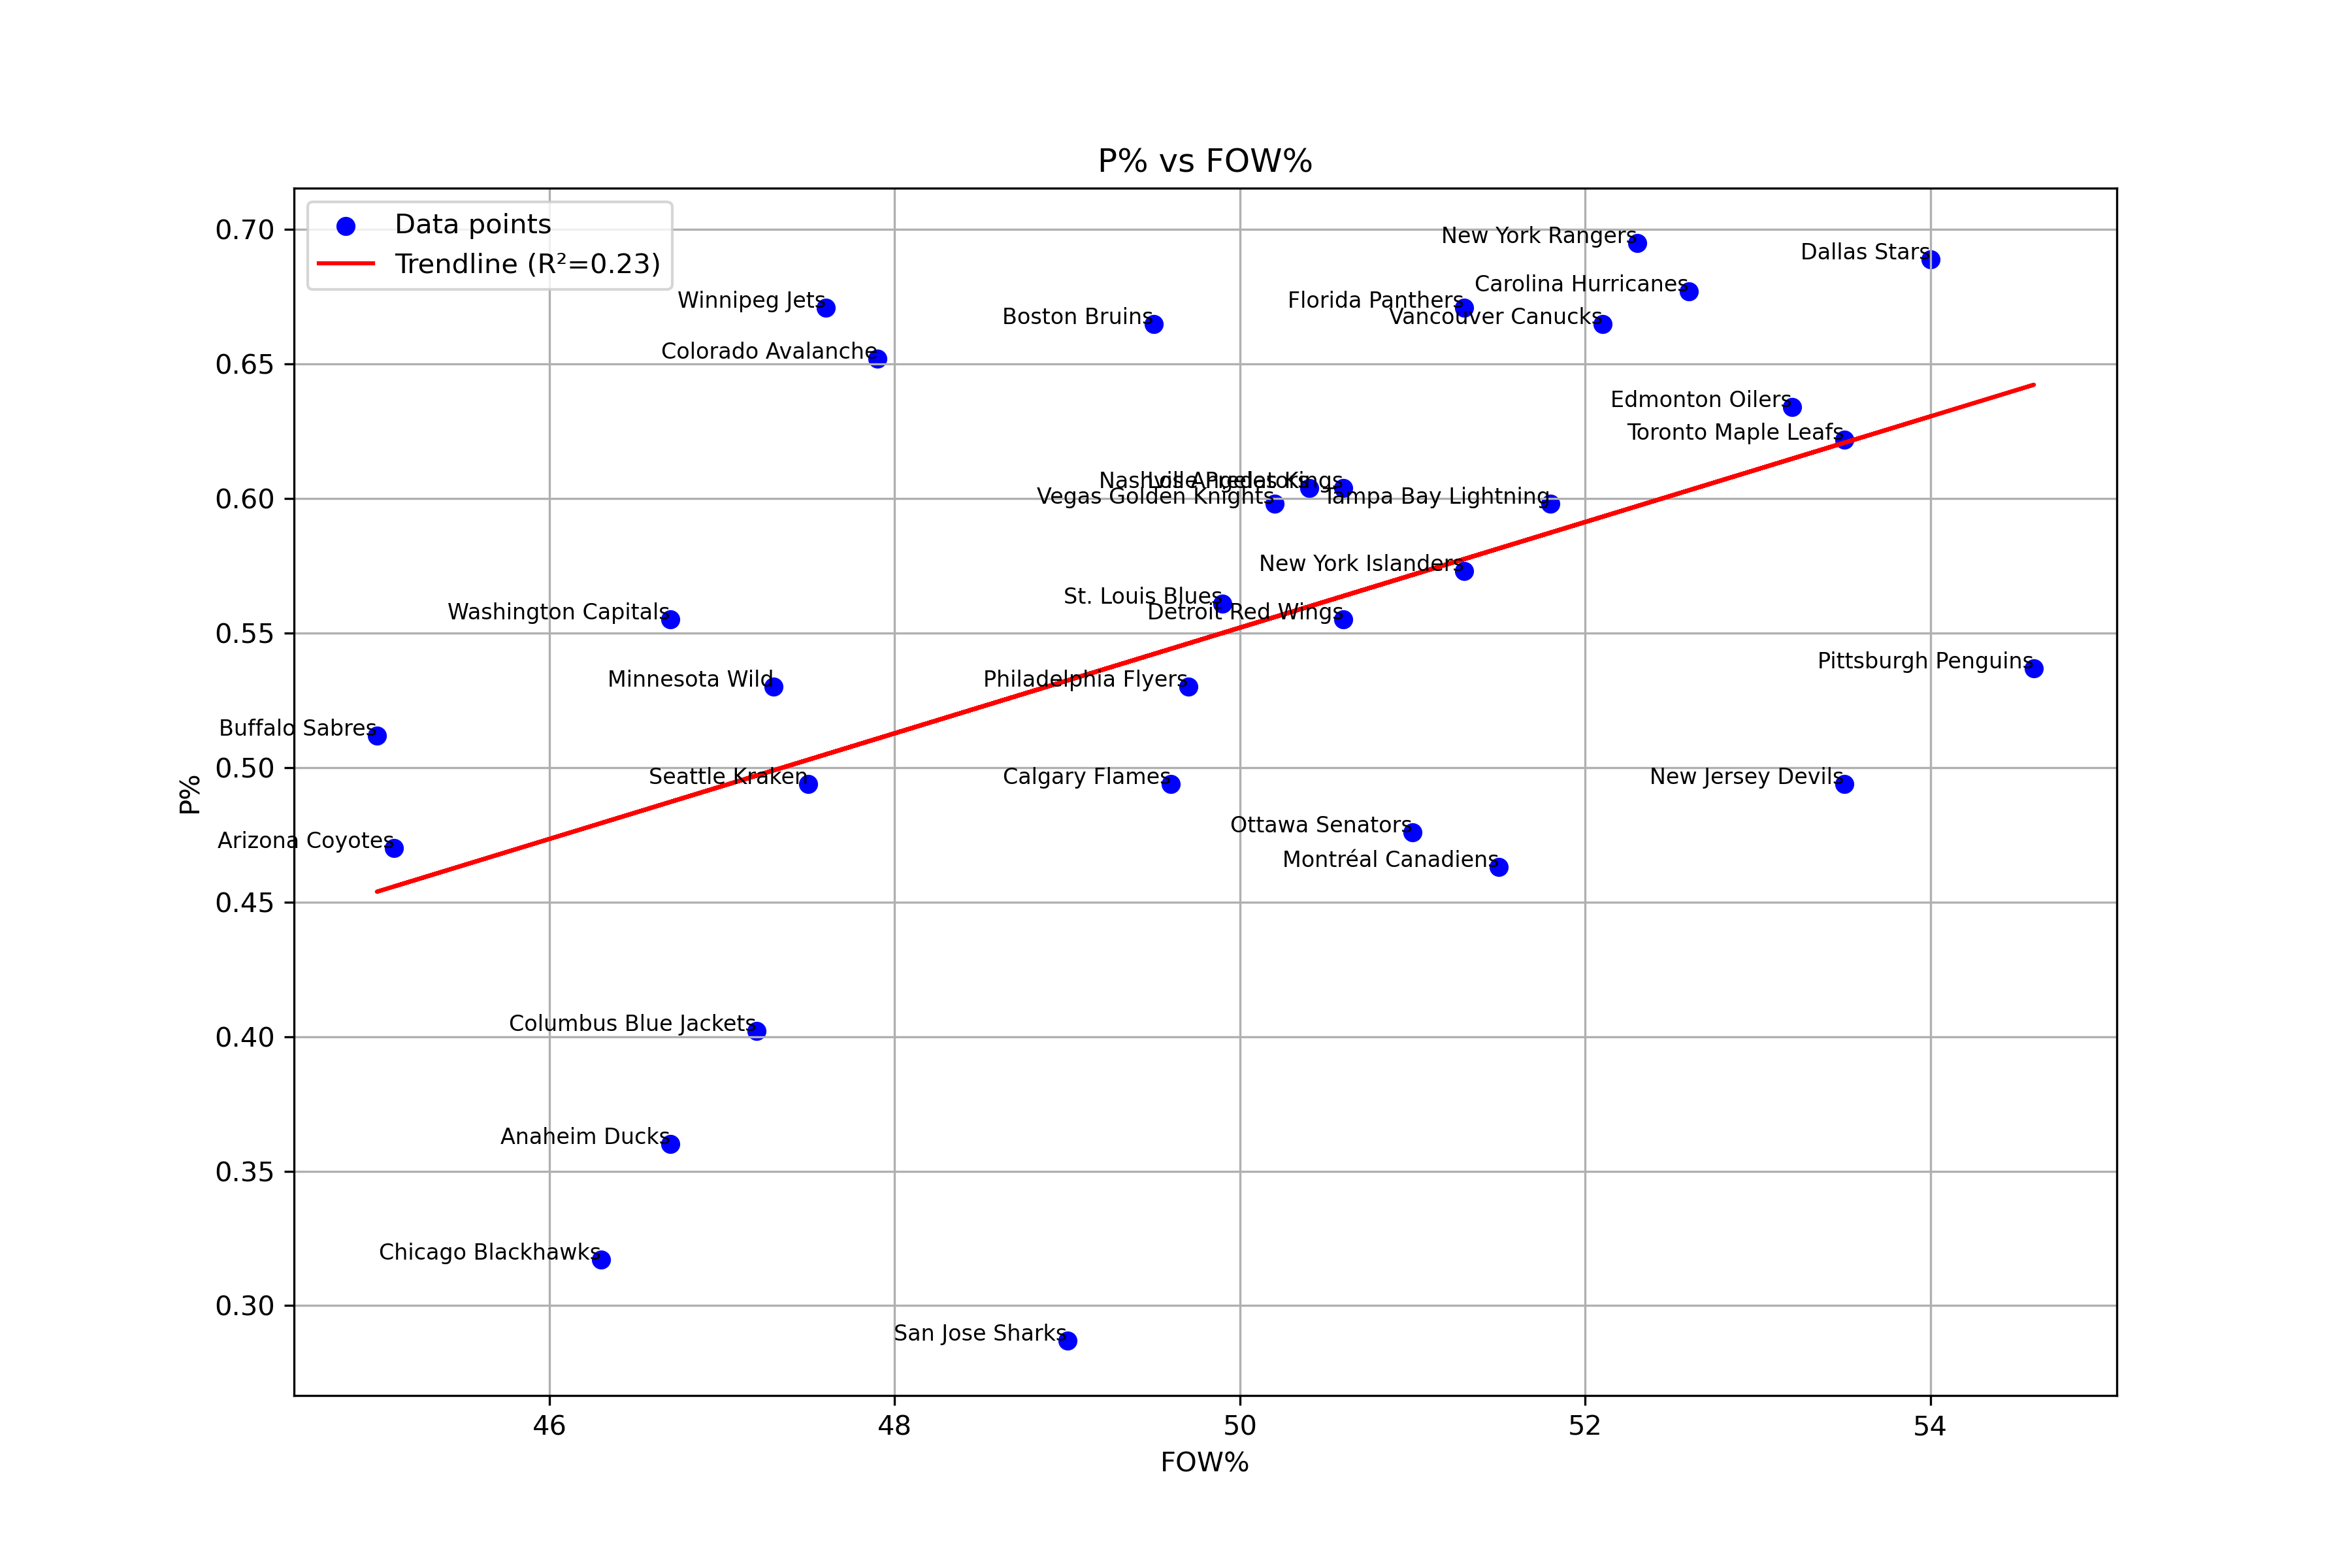 P% vs FOW%
Data points
Trendline (R²=0.23)
0.70
0.65
0.60
0.55
0.50
0.45
0.40
0.35
0.30
P%
New York Rangers
Dallas Stars
Carolina Hurricanes
Winnipeg Jets
Florida Panthers
Boston Bruins
Vancouver Canucks
Colorado Avalanche
Edmonton Oilers
Toronto Maple Leafs
Nashville Predators
Los Angeles Kings
Vegas Golden Knights
Tampa Bay Lightning
New York Islanders
St. Louis Blues
Washington Capitals
Detroit Red Wings
Pittsburgh Penguins
Minnesota Wild
Philadelphia Flyers
Buffalo Sabres
Seattle Kraken
Calgary Flames
New Jersey Devils
Ottawa Senators
Arizona Coyotes
Montréal Canadiens
Columbus Blue Jackets
Anaheim Ducks
Chicago Blackhawks
San Jose Sharks
46
48
50
52
54
FOW%